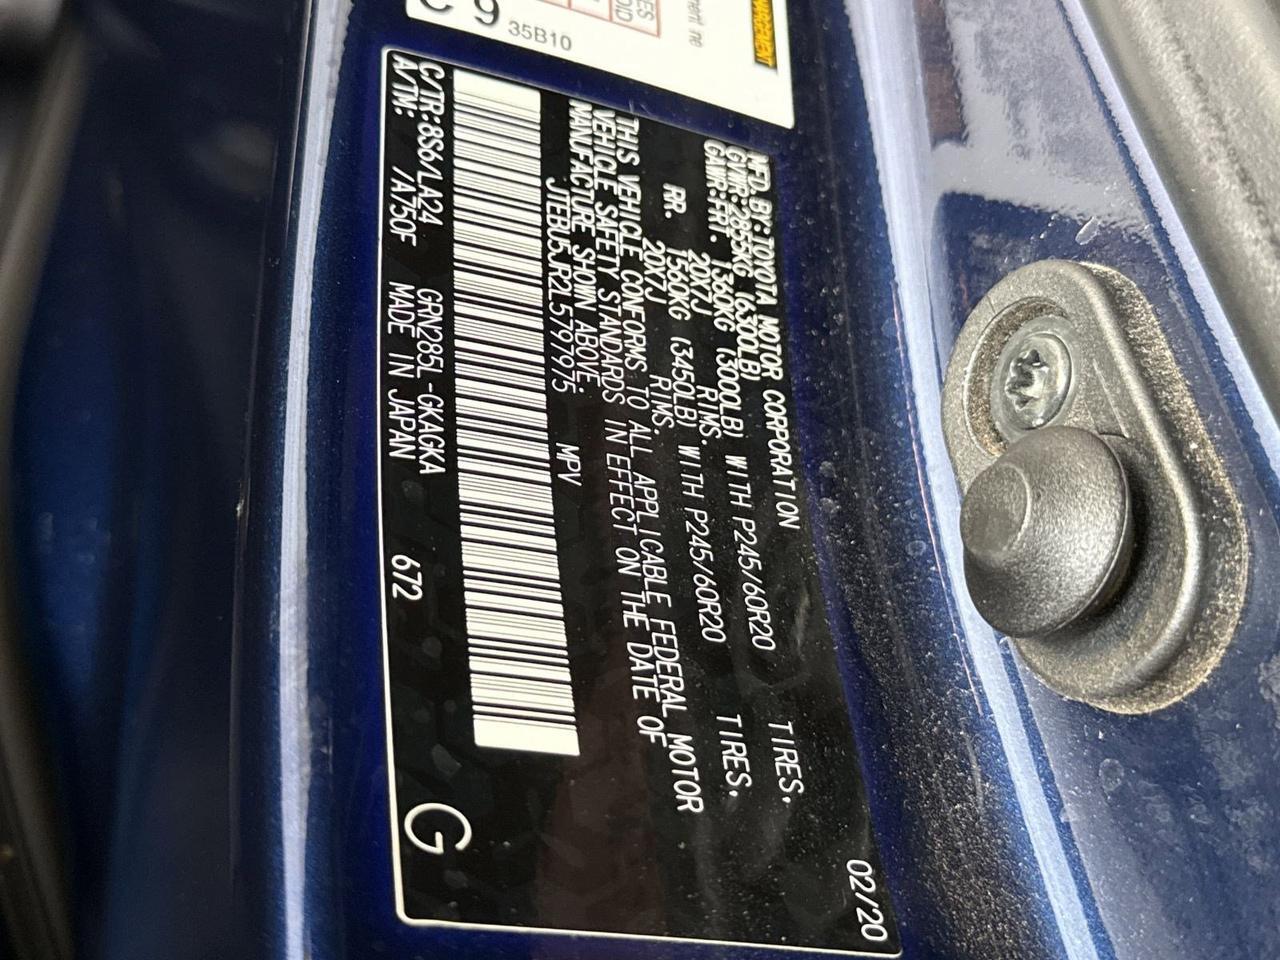 C 9 35B10
MFD. BY: TOYOTA MOTOR CORPORATION 02/20
GVWR: 2855KG (6300LB)
GAWR: FRT. 1360KG (3000LB) WITH P245/60R20 TIRES,
20X7J RIMS.
RR. 1560KG (3450LB) WITH P245/60R20 TIRES,
20X7J RIMS.
THIS VEHICLE CONFORMS TO ALL APPLICABLE FEDERAL MOTOR
VEHICLE SAFETY STANDARDS IN EFFECT ON THE DATE OF
MANUFACTURE SHOWN ABOVE.
JTEBU5JR2L5797975 MPV
C/TR: 8S6/LA24 GRN285L-GKAGKA 672
A/TM: /A750F MADE IN JAPAN G